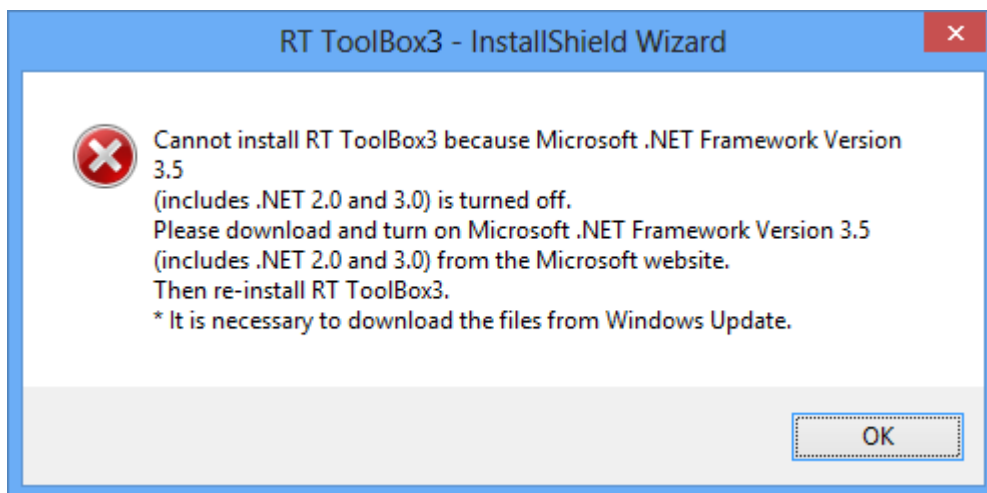 RT ToolBox3 - InstallShield Wizard
Cannot install RT ToolBox3 because Microsoft .NET Framework Version
3.5
(includes .NET 2.0 and 3.0) is turned off.
Please download and turn on Microsoft .NET Framework Version 3.5
(includes .NET 2.0 and 3.0) from the Microsoft website.
Then re-install RT ToolBox3.
* It is necessary to download the files from Windows Update.
OK